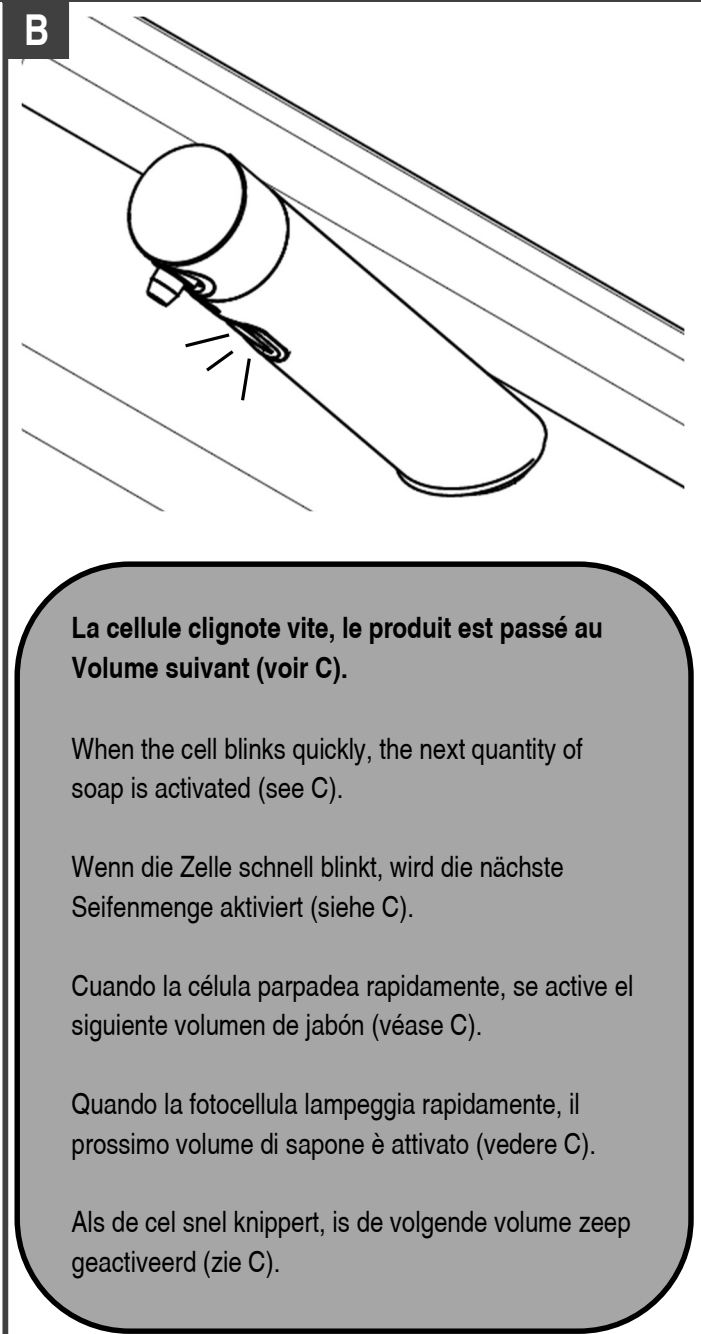 B
La cellule clignote vite, le produit est passé au
Volume suivant (voir C).
When the cell blinks quickly, the next quantity of
soap is activated (see C).
Wenn die Zelle schnell blinkt, wird die nächste
Seifenmenge aktiviert (siehe C).
Cuando la célula parpadea rapidamente, se active el
siguiente volumen de jabón (véase C).
Quando la fotocellula lampeggia rapidamente, il
prossimo volume di sapone è attivato (vedere C).
Als de cel snel knippert, is de volgende volume zeep
geactiveerd (zie C).